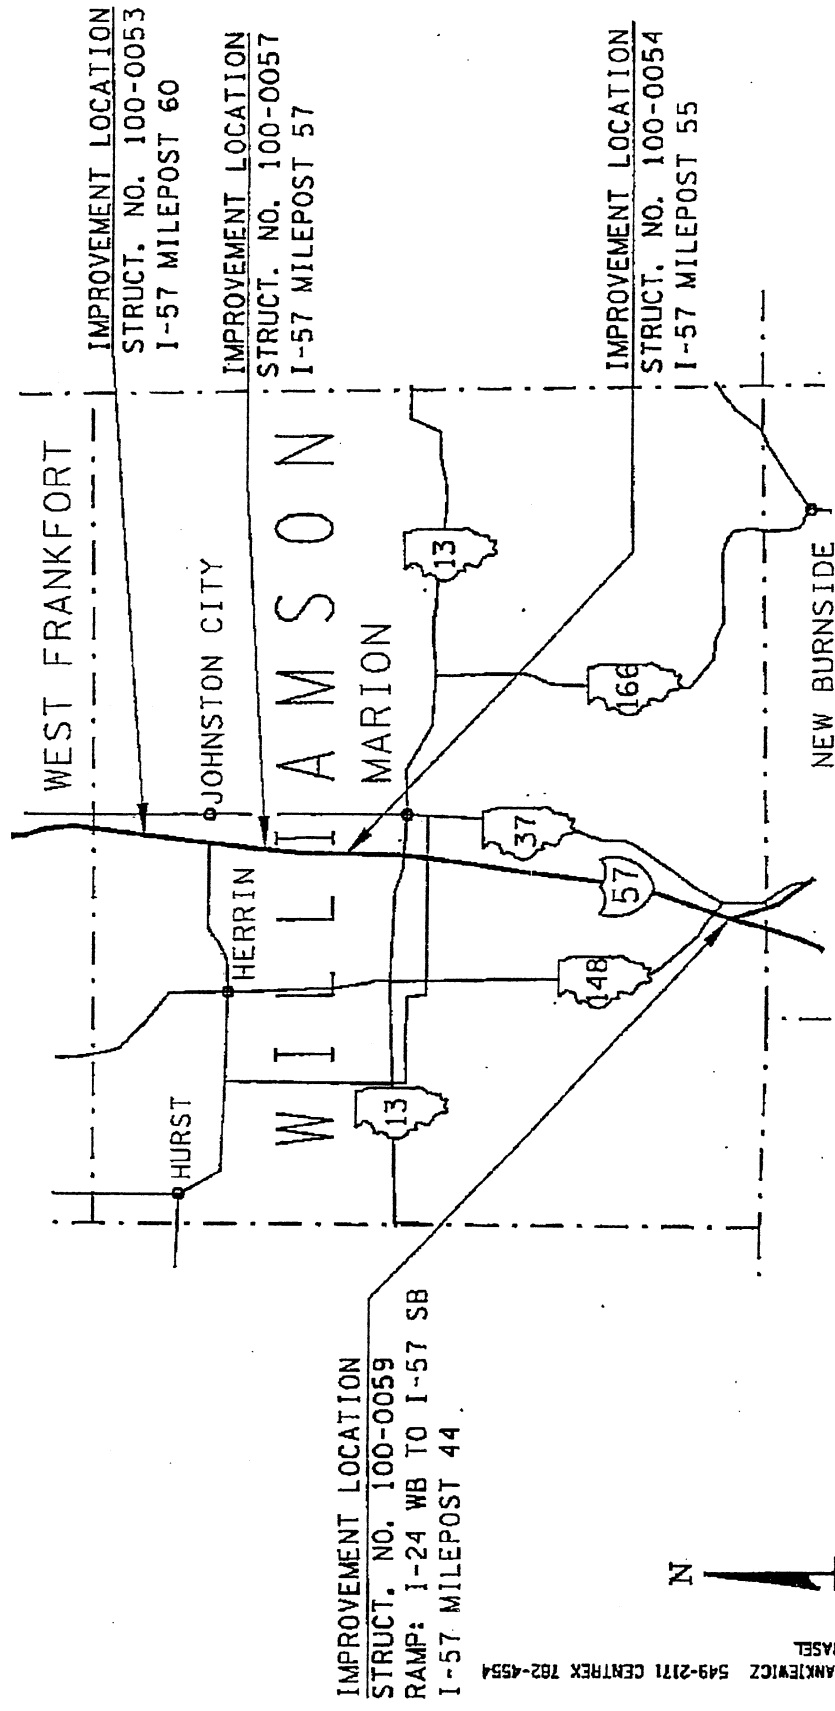 IMPROVEMENT LOCATION
STRUCT. NO. 100-0053
I-57 MILEPOST 60
IMPROVEMENT LOCATION
STRUCT. NO. 100-0057
I-57 MILEPOST 57
IMPROVEMENT LOCATION
STRUCT. NO. 100-0054
I-57 MILEPOST 55
WEST FRANKFORT
JOHNSTON CITY
HERRIN
HURST
WILLIAMSON
MARION
13
13
166
37
57
148
NEW BURNSIDE
IMPROVEMENT LOCATION
STRUCT. NO. 100-0059
RAMP: I-24 WB TO I-57 SB
I-57 MILEPOST 44
N
549-2171 CENTREX 782-4554